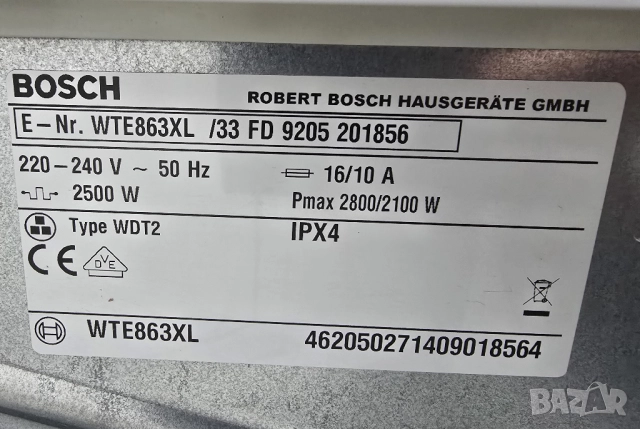 BOSCH
ROBERT BOSCH HAUSGERÄTE GMBH
E-Nr. WTE863XL /33 FD 9205 201856
220-240 V ~ 50 Hz 16/10 A
2500 W Pmax 2800/2100 W
Type WDT2 IPX4
CE DVE
WTE863XL 462050271409018564
BAZAR